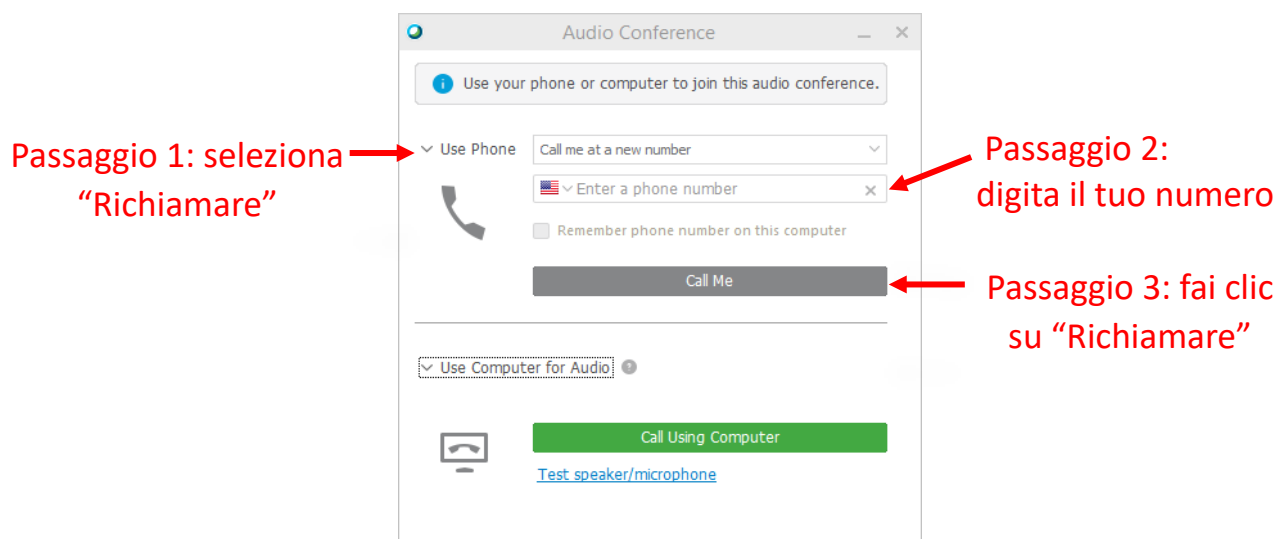 Audio Conference
Use your phone or computer to join this audio conference.
Passaggio 1: seleziona
“Richiamare”
Use Phone
Call me at a new number
Enter a phone number
Remember phone number on this computer
Call Me
Passaggio 2:
digita il tuo numero
Passaggio 3: fai clic
su “Richiamare”
Use Computer for Audio
Call Using Computer
Test speaker/microphone